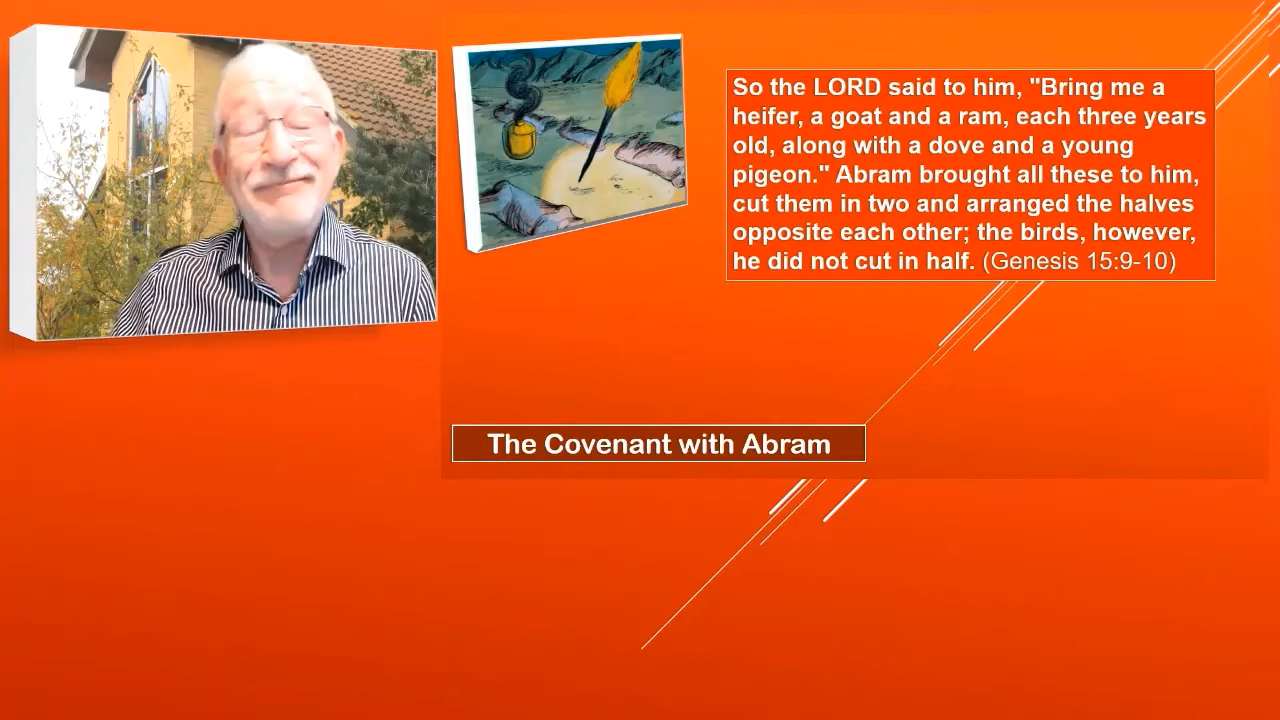 So the LORD said to him, "Bring me a
heifer, a goat and a ram, each three years
old, along with a dove and a young
pigeon." Abram brought all these to him,
cut them in two and arranged the halves
opposite each other; the birds, however,
he did not cut in half. (Genesis 15:9-10)
The Covenant with Abram